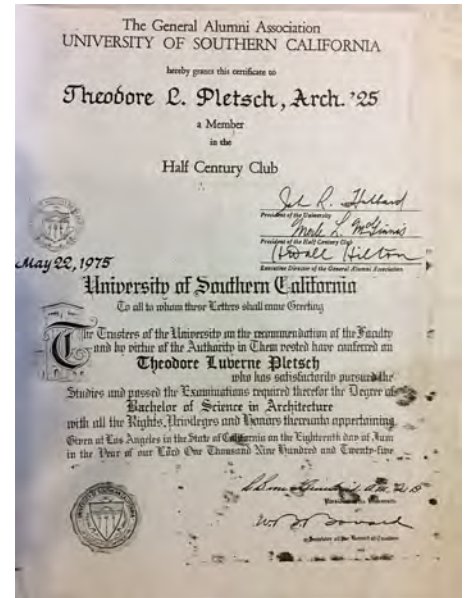 The General Alumni Association
UNIVERSITY OF SOUTHERN CALIFORNIA
hereby grants this certificate to
Theodore L. Pletsch, Arch. '25
a Member
in the
Half Century Club
John R. Hubbard
President of the University
Merle L. McGinnis
President of the Half Century Club
Hilton
Executive Director of the General Alumni Association
May 22, 1975
University of Southern California
To all to whom these Letters shall come Greeting
The Trustees of the University on the recommendation of the Faculty
and by virtue of the Authority in Them vested have conferred on
Theodore Luverne Pletsch
who has satisfactorily pursued the
Studies and passed the Examinations required therefor the Degree of
Bachelor of Science in Architecture
with all the Rights, Privileges and Honors thereunto appertaining
Given at Los Angeles in the State of California on the Eighteenth day of June
in the Year of our Lord One Thousand Nine Hundred and Twenty-five